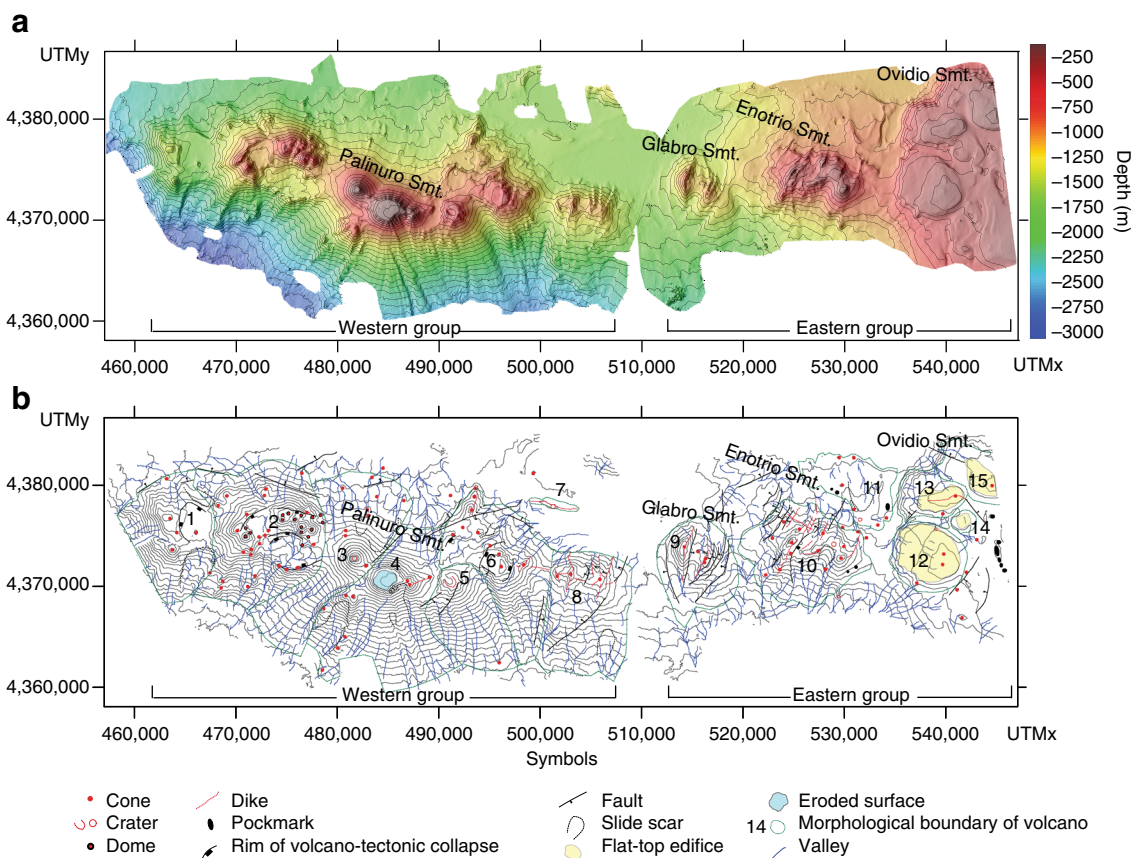 a
UTMy
Ovidio Smt.
Enotrio Smt.
Glabro Smt.
Palinuro Smt.
4,380,000
4,370,000
4,360,000
Western group
Eastern group
460,000 470,000 480,000 490,000 500,000 510,000 520,000 530,000 540,000 UTMx
–250
–500
–750
–1000
–1250
–1500
–1750
–2000
–2250
–2500
–2750
–3000
Depth (m)
b
UTMy
Ovidio Smt.
Enotrio Smt.
Glabro Smt.
Palinuro Smt.
4,380,000
4,370,000
4,360,000
1
2
3
4
5
6
7
8
9
10
11
12
13
14
15
Western group
Eastern group
460,000 470,000 480,000 490,000 500,000 510,000 520,000 530,000 540,000 UTMx
Symbols
Cone
Crater
Dome
Dike
Pockmark
Rim of volcano-tectonic collapse
Fault
Slide scar
Flat-top edifice
Eroded surface
14 Morphological boundary of volcano
Valley